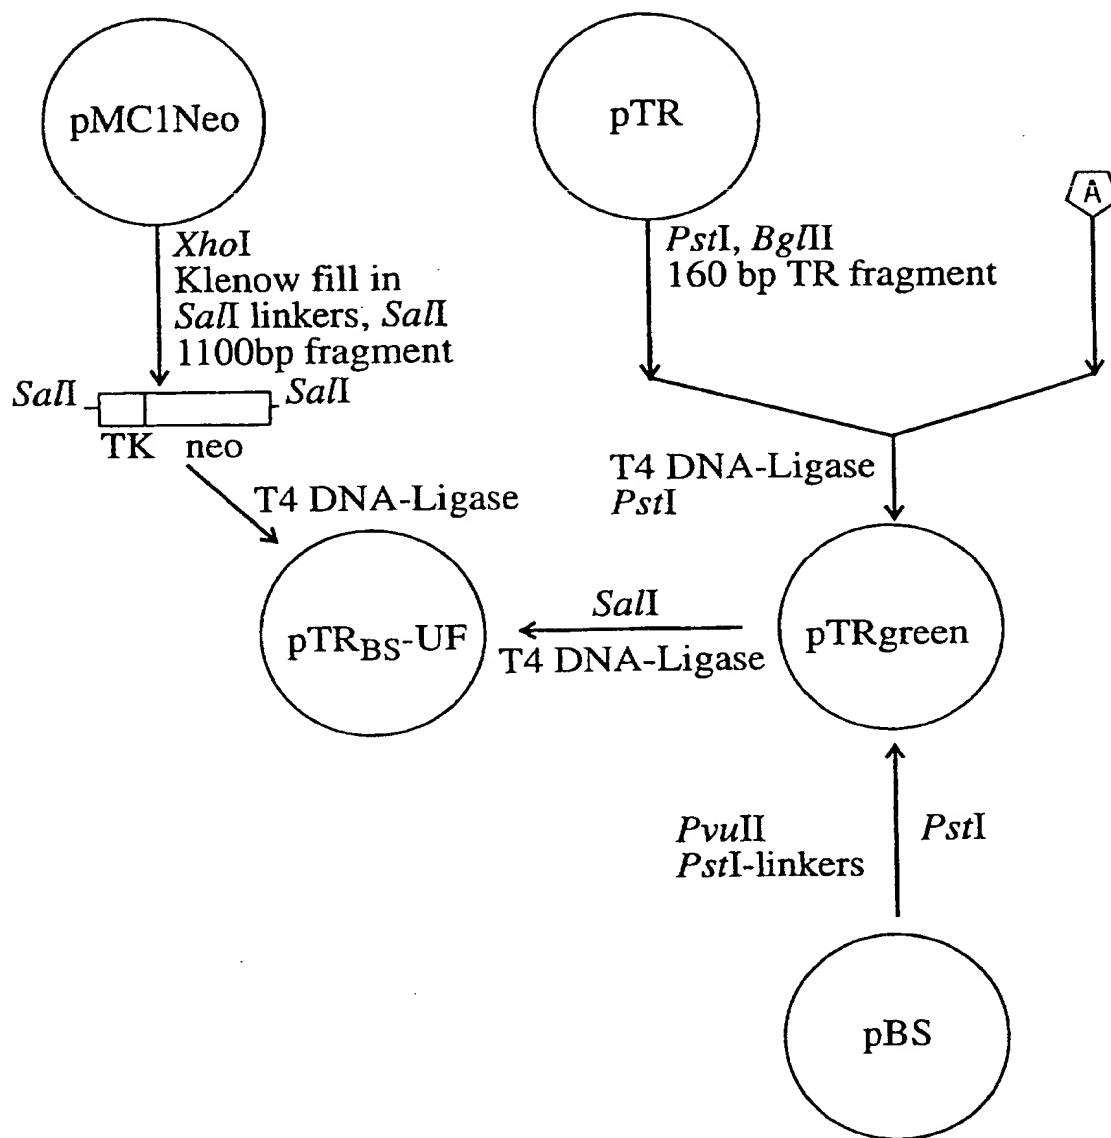 pMC1Neo
pTR
A
XhoI
Klenow fill in
SalI linkers, SalI
1100bp fragment
PstI, BglII
160 bp TR fragment
SalI
SalI
TK neo
T4 DNA-Ligase
T4 DNA-Ligase
PstI
pTRBS-UF
SalI
T4 DNA-Ligase
pTRgreen
PvuII
PstI-linkers
PstI
pBS